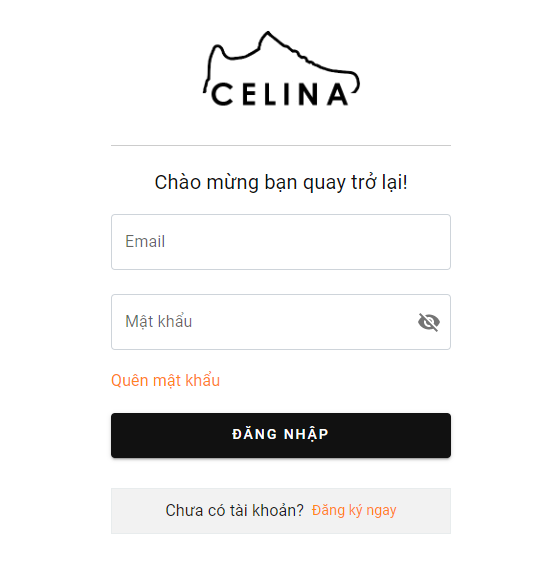 CELINA
Chào mừng bạn quay trở lại!
Email
Mật khẩu
Quên mật khẩu
ĐĂNG NHẬP
Chưa có tài khoản? Đăng ký ngay